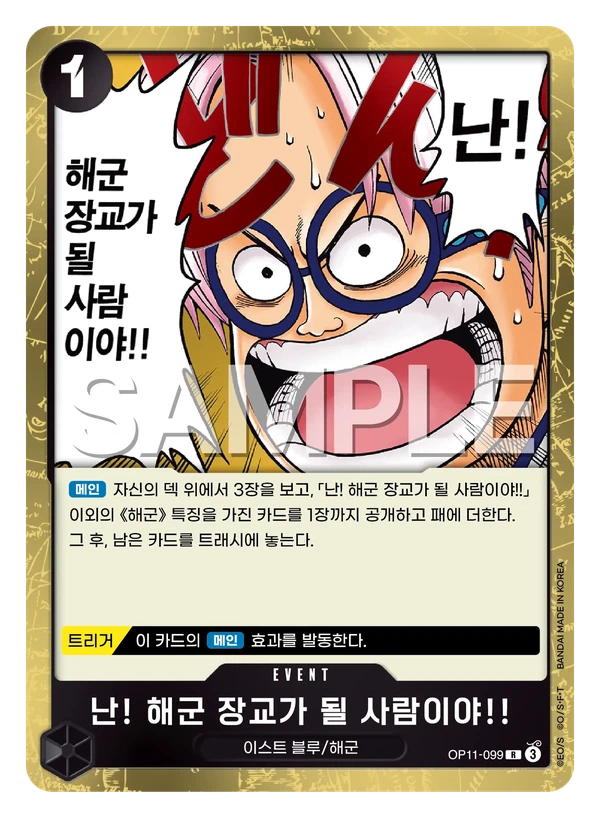 1
난!
해군
장교가
될
사람
이야!!
SAMPLE
메인 자신의 덱 위에서 3장을 보고, 「난! 해군 장교가 될 사람이야!!」
이외의 《해군》 특징을 가진 카드를 1장까지 공개하고 패에 더한다.
그 후, 남은 카드를 트래시에 놓는다.
트리거 이 카드의 메인 효과를 발동한다.
EVENT
난! 해군 장교가 될 사람이야!!
이스트 블루/해군
OP11-099 R 3
©EO/S ©O/S·F·T BANDAI MADE IN KOREA